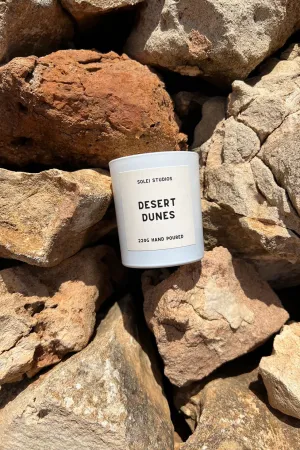 SOLEI STUDIOS
DESERT
DUNES
220G HAND POURED